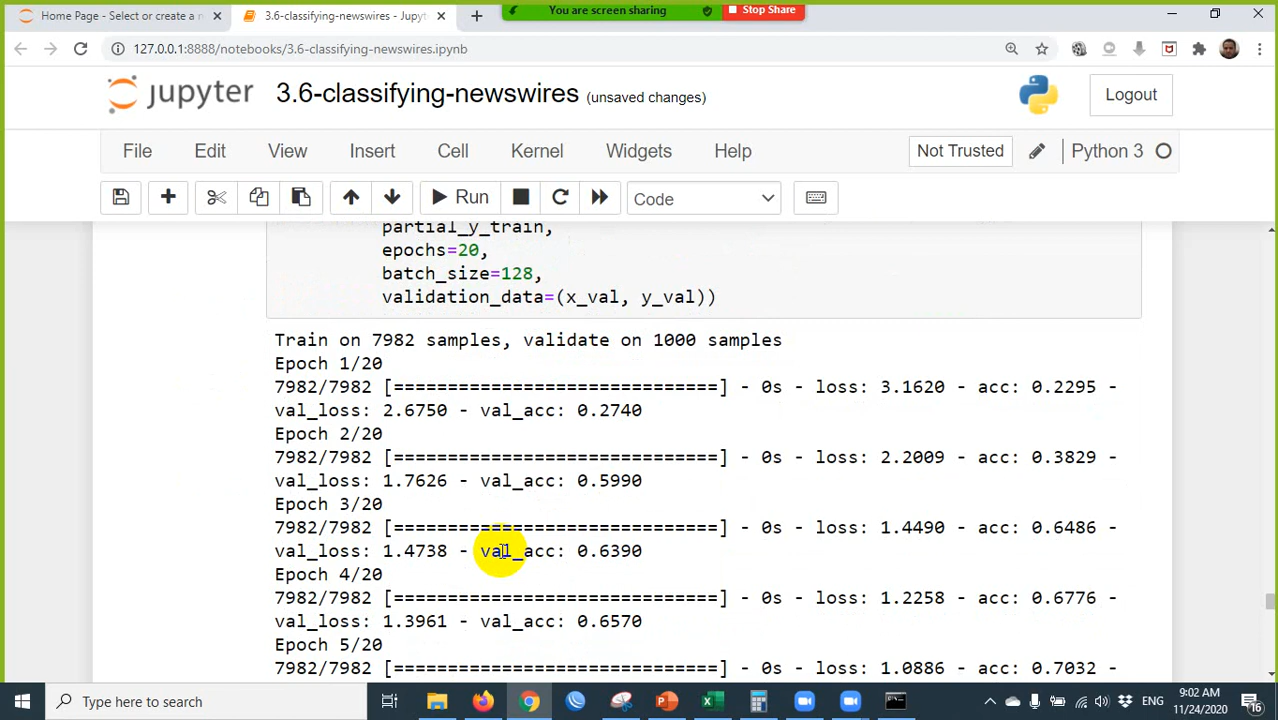 Home Page - Select or create a n
3.6-classifying-newswires - Jupyt
You are screen sharing
Stop Share
127.0.0.1:8888/notebooks/3.6-classifying-newswires.ipynb
jupyter 3.6-classifying-newswires (unsaved changes)
Logout
File Edit View Insert Cell Kernel Widgets Help
Not Trusted
Python 3
Run
Code
partial_y_train,
epochs=20,
batch_size=128,
validation_data=(x_val, y_val))
Train on 7982 samples, validate on 1000 samples
Epoch 1/20
7982/7982 [==============================] - 0s - loss: 3.1620 - acc: 0.2295 -
val_loss: 2.6750 - val_acc: 0.2740
Epoch 2/20
7982/7982 [==============================] - 0s - loss: 2.2009 - acc: 0.3829 -
val_loss: 1.7626 - val_acc: 0.5990
Epoch 3/20
7982/7982 [==============================] - 0s - loss: 1.4490 - acc: 0.6486 -
val_loss: 1.4738 - val_acc: 0.6390
Epoch 4/20
7982/7982 [==============================] - 0s - loss: 1.2258 - acc: 0.6776 -
val_loss: 1.3961 - val_acc: 0.6570
Epoch 5/20
7982/7982 [==============================] - 0s - loss: 1.0886 - acc: 0.7032 -
Type here to search
ENG
9:02 AM
11/24/2020
16